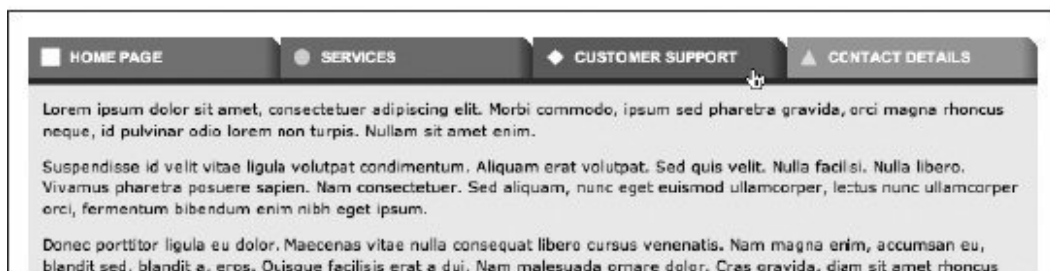 HOME PAGE SERVICES CUSTOMER SUPPORT CONTACT DETAILS
Lorem ipsum dolor sit amet, consectetuer adipiscing elit. Morbi commodo, ipsum sed pharetra gravida, orci magna rhoncus
neque, id pulvinar odio lorem non turpis. Nullam sit amet enim.
Suspendisse id velit vitae ligula volutpat condimentum. Aliquam erat volutpat. Sed quis velit. Nulla facilisi. Nulla libero.
Vivamus pharetra posuere sapien. Nam consectetuer. Sed aliquam, nunc eget euismod ullamcorper, lectus nunc ullamcorper
orci, fermentum bibendum enim nibh eget ipsum.
Donec porttitor ligula eu dolor. Maecenas vitae nulla consequat libero cursus venenatis. Nam magna enim, accumsan eu,
blandit sed, blandit a, eros. Quisque facilisis erat a dui. Nam malesuada ornare dolor. Cras gravida, diam sit amet rhoncus